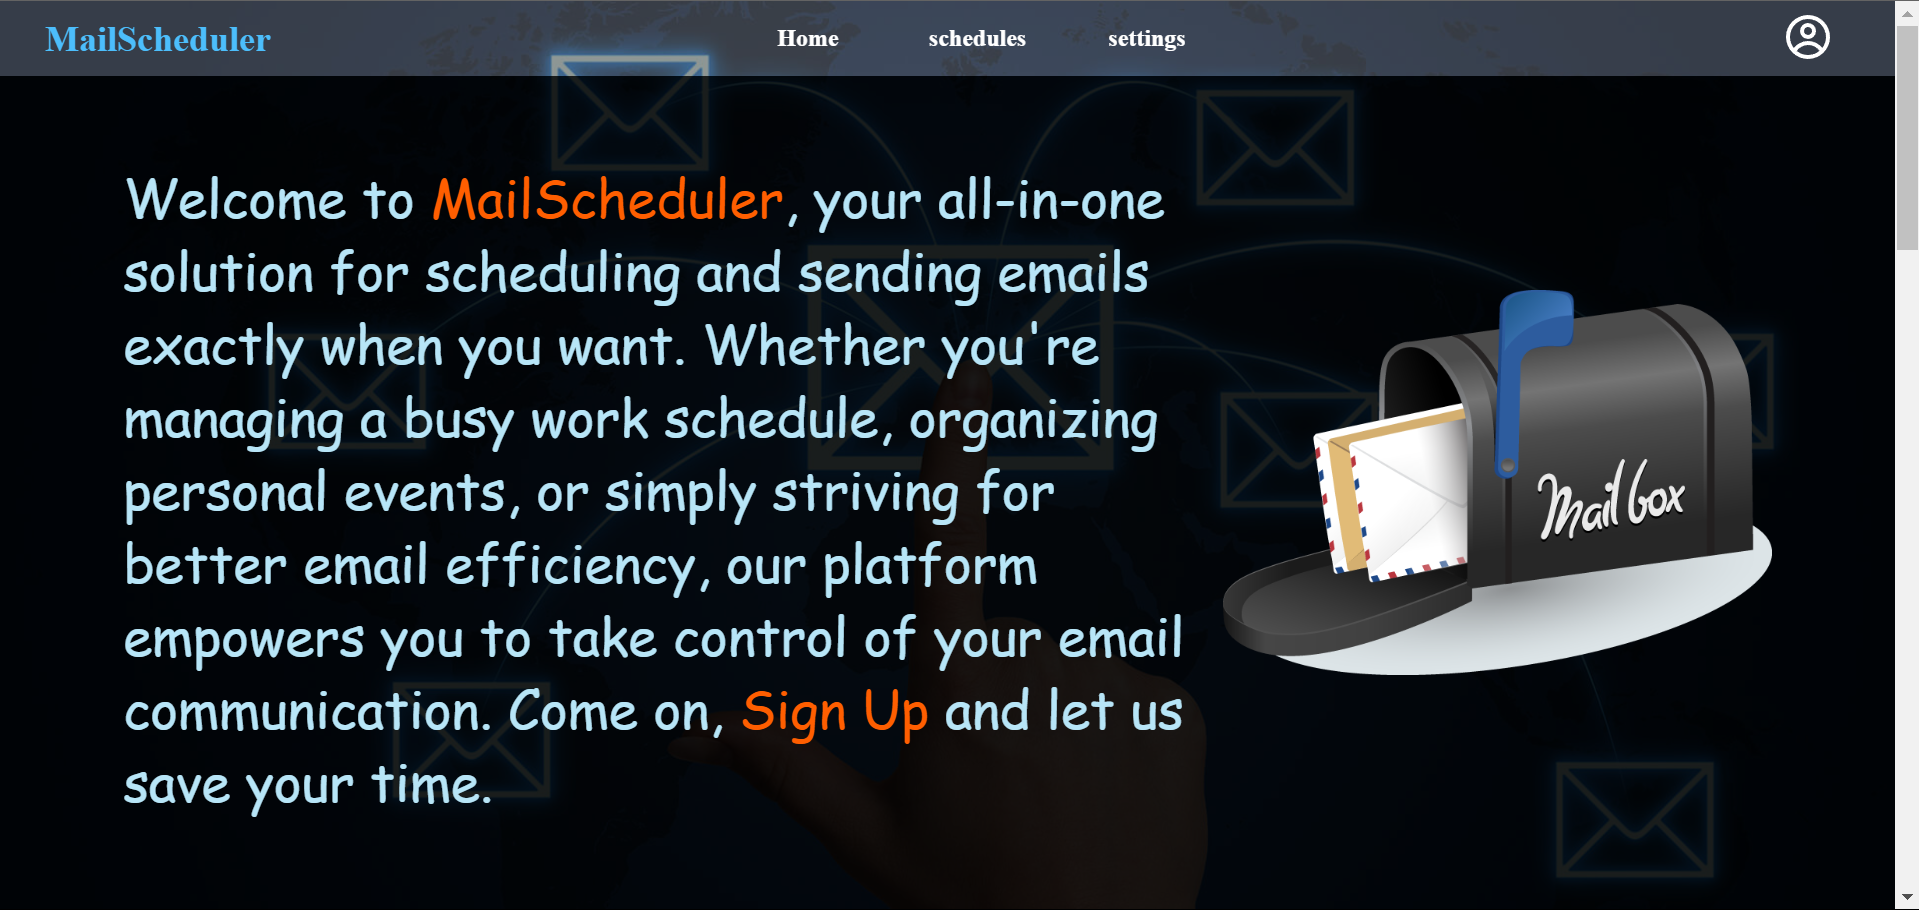 MailScheduler
Home
schedules
settings
Welcome to MailScheduler, your all-in-one
solution for scheduling and sending emails
exactly when you want. Whether you're
managing a busy work schedule, organizing
personal events, or simply striving for
better email efficiency, our platform
empowers you to take control of your email
communication. Come on, Sign Up and let us
save your time.
Mail box